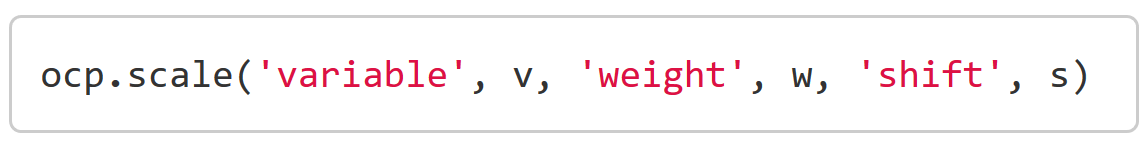 ocp.scale('variable', v, 'weight', w, 'shift', s)